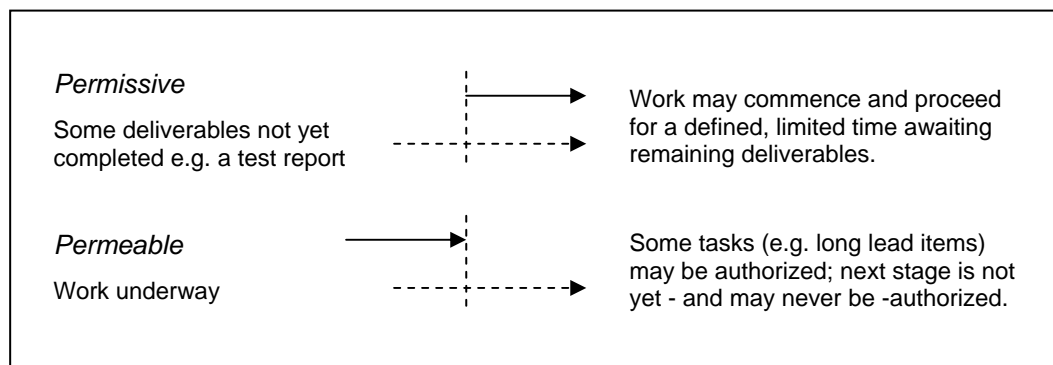 Permissive
Some deliverables not yet
completed e.g. a test report
Work may commence and proceed
for a defined, limited time awaiting
remaining deliverables.
Permeable
Work underway
Some tasks (e.g. long lead items)
may be authorized; next stage is not
yet - and may never be -authorized.